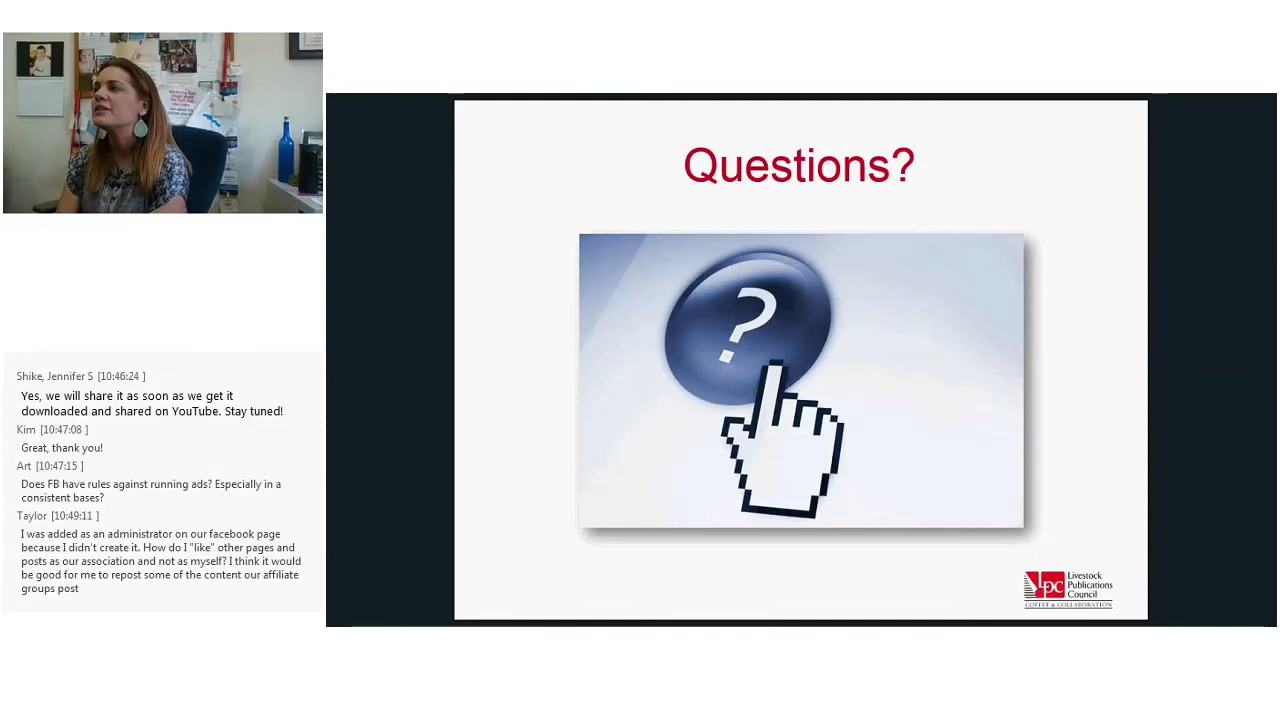 Questions?
?
Livestock
Publications
Council
LPC
COFFEE & COLLABORATION
Shike, Jennifer S [10:46:24 ]
Yes, we will share it as soon as we get it
downloaded and shared on YouTube. Stay tuned!
Kim [10:47:08 ]
Great, thank you!
Art [10:47:15 ]
Does FB have rules against running ads? Especially in a
consistent bases?
Taylor [10:49:11 ]
I was added as an administrator on our facebook page
because I didn't create it. How do I "like" other pages and
posts as our association and not as myself? I think it would
be good for me to repost some of the content our affiliate
groups post